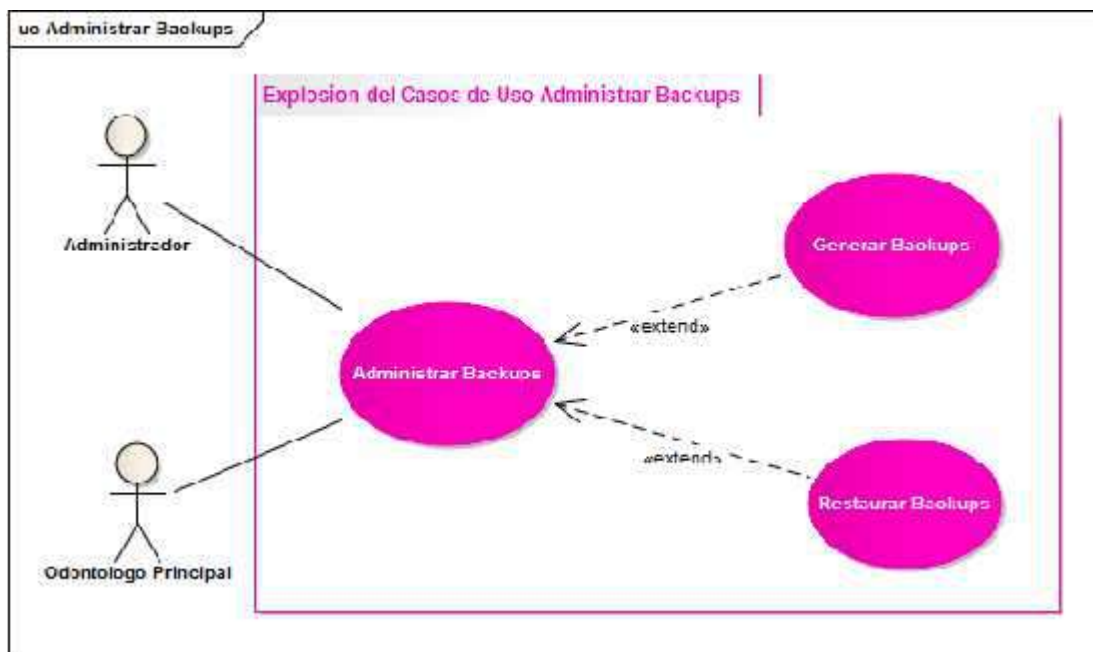 uc Administrar Backups
Explosion del Casos de Uso Administrar Backups
Administrador
Generar Backups
«extend»
Administrar Backups
«extend»
Restaurar Backups
Odontologo Principal